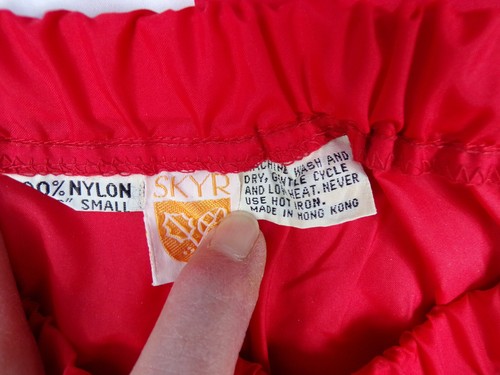 00% NYLON
" SMALL
SKYR
MACHINE WASH AND
DRY, GENTLE CYCLE
AND LOW HEAT. NEVER
USE HOT IRON.
MADE IN HONG KONG